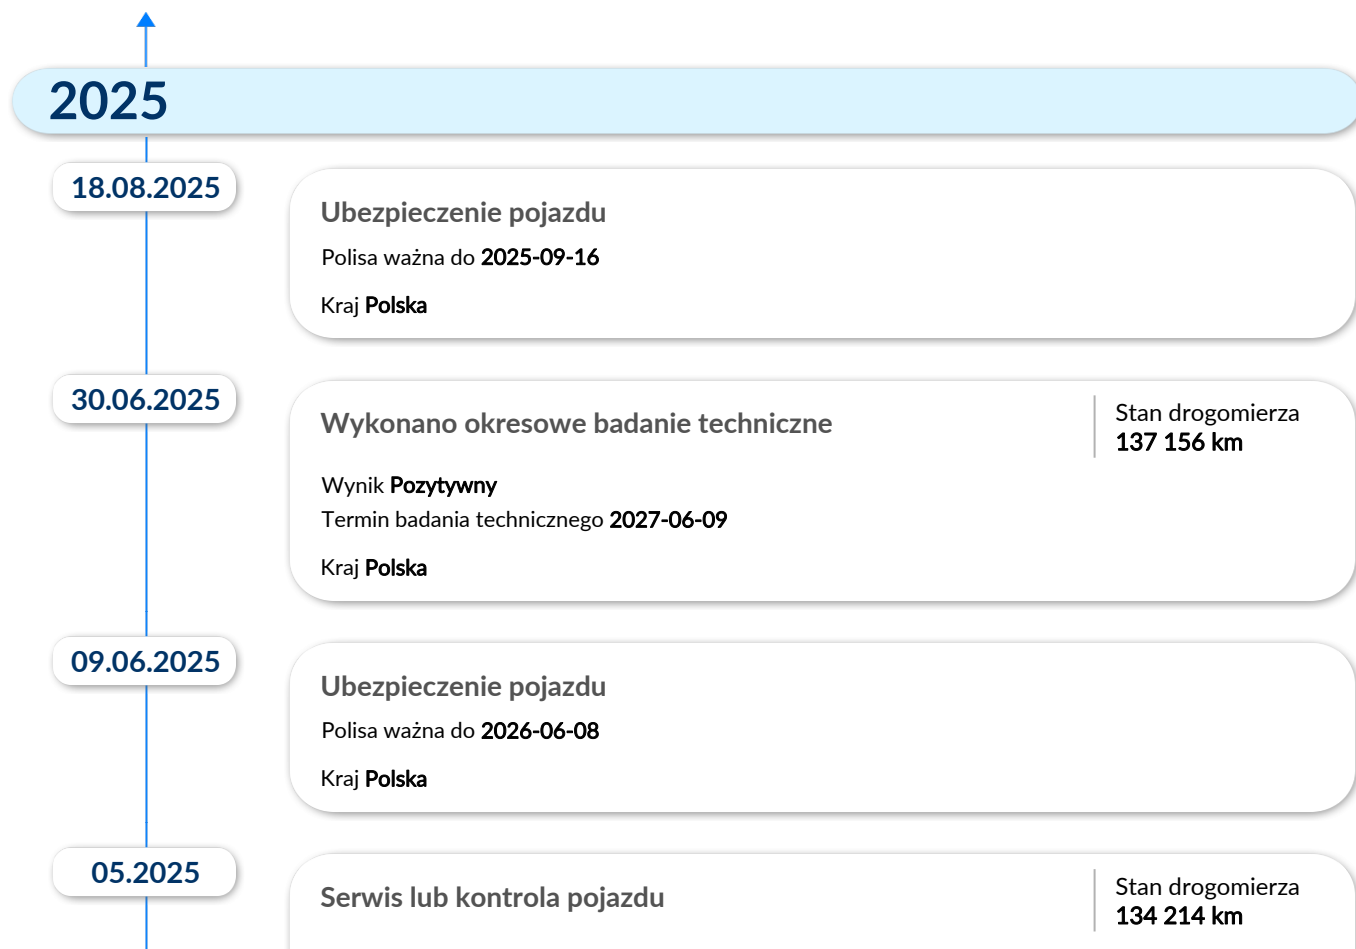 2025
18.08.2025
Ubezpieczenie pojazdu
Polisa ważna do 2025-09-16
Kraj Polska
30.06.2025
Wykonano okresowe badanie techniczne
Stan drogomierza
137 156 km
Wynik Pozytywny
Termin badania technicznego 2027-06-09
Kraj Polska
09.06.2025
Ubezpieczenie pojazdu
Polisa ważna do 2026-06-08
Kraj Polska
05.2025
Serwis lub kontrola pojazdu
Stan drogomierza
134 214 km